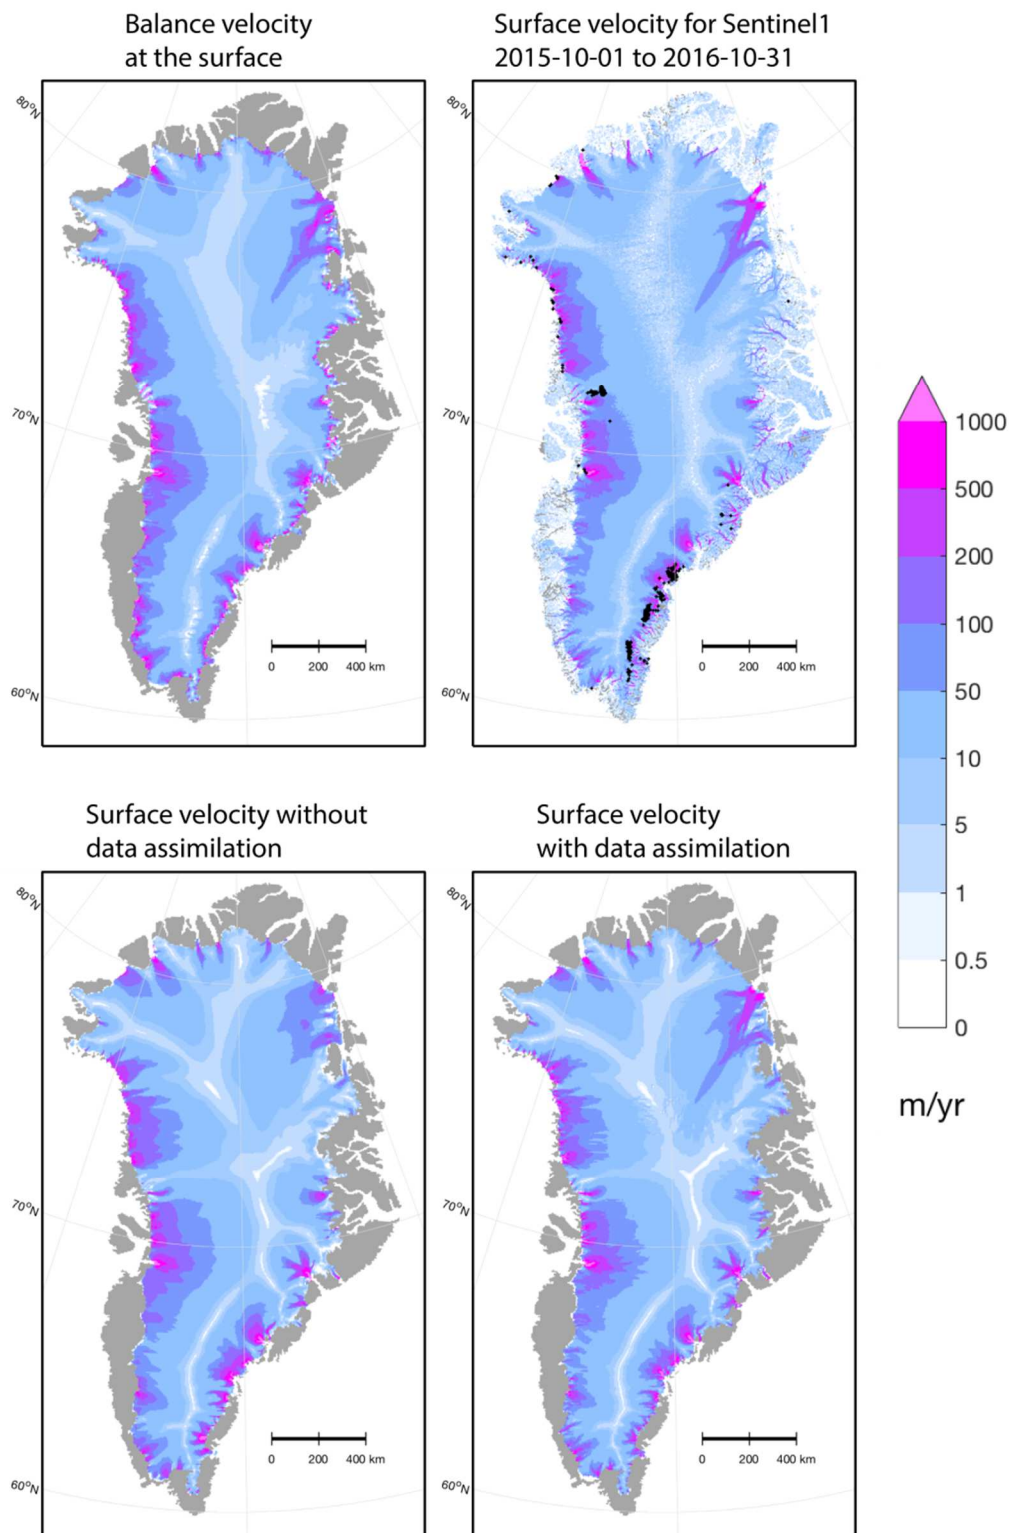 Balance velocity
at the surface
Surface velocity for Sentinel1
2015-10-01 to 2016-10-31
80°N
70°N
60°N
0 200 400 km
80°N
70°N
60°N
0 200 400 km
1000
500
200
100
50
10
5
1
0.5
0
m/yr
Surface velocity without
data assimilation
Surface velocity
with data assimilation
80°N
70°N
60°N
0 200 400 km
80°N
70°N
60°N
0 200 400 km